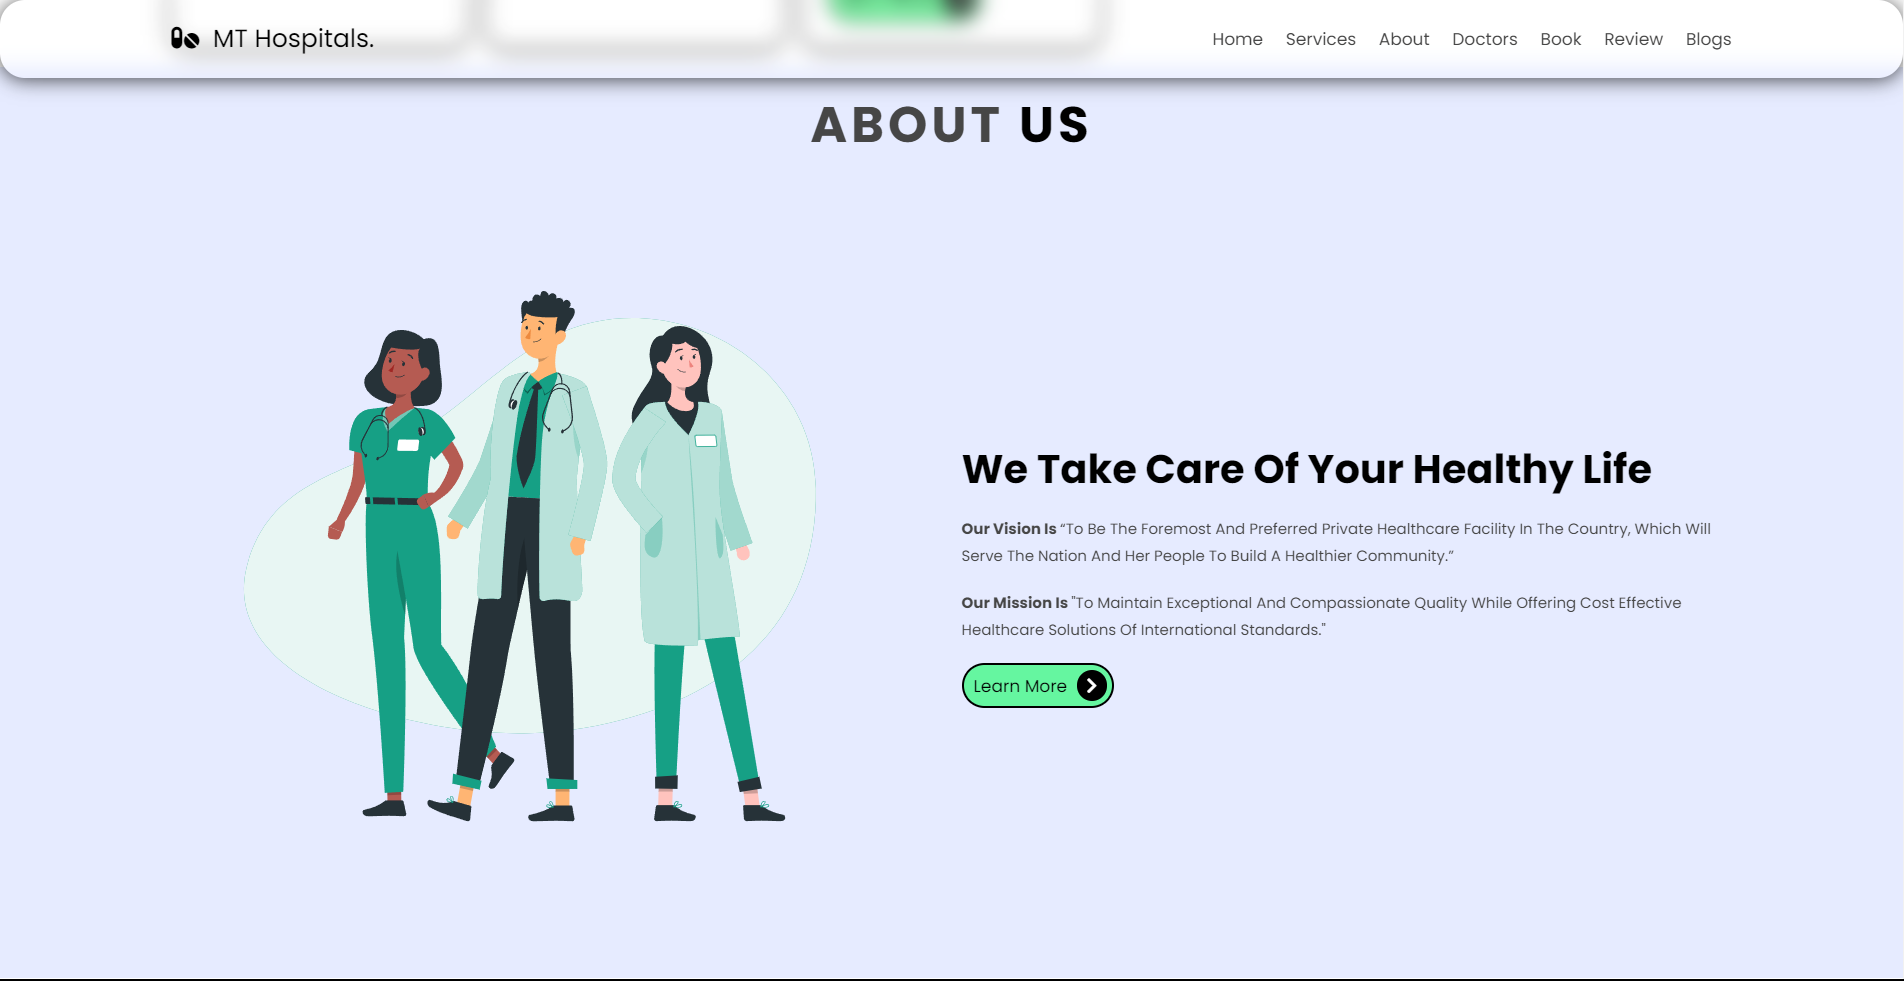 MT Hospitals.
Home Services About Doctors Book Review Blogs
ABOUT US
We Take Care Of Your Healthy Life
Our Vision Is “To Be The Foremost And Preferred Private Healthcare Facility In The Country, Which Will
Serve The Nation And Her People To Build A Healthier Community.”
Our Mission Is "To Maintain Exceptional And Compassionate Quality While Offering Cost Effective
Healthcare Solutions Of International Standards."
Learn More